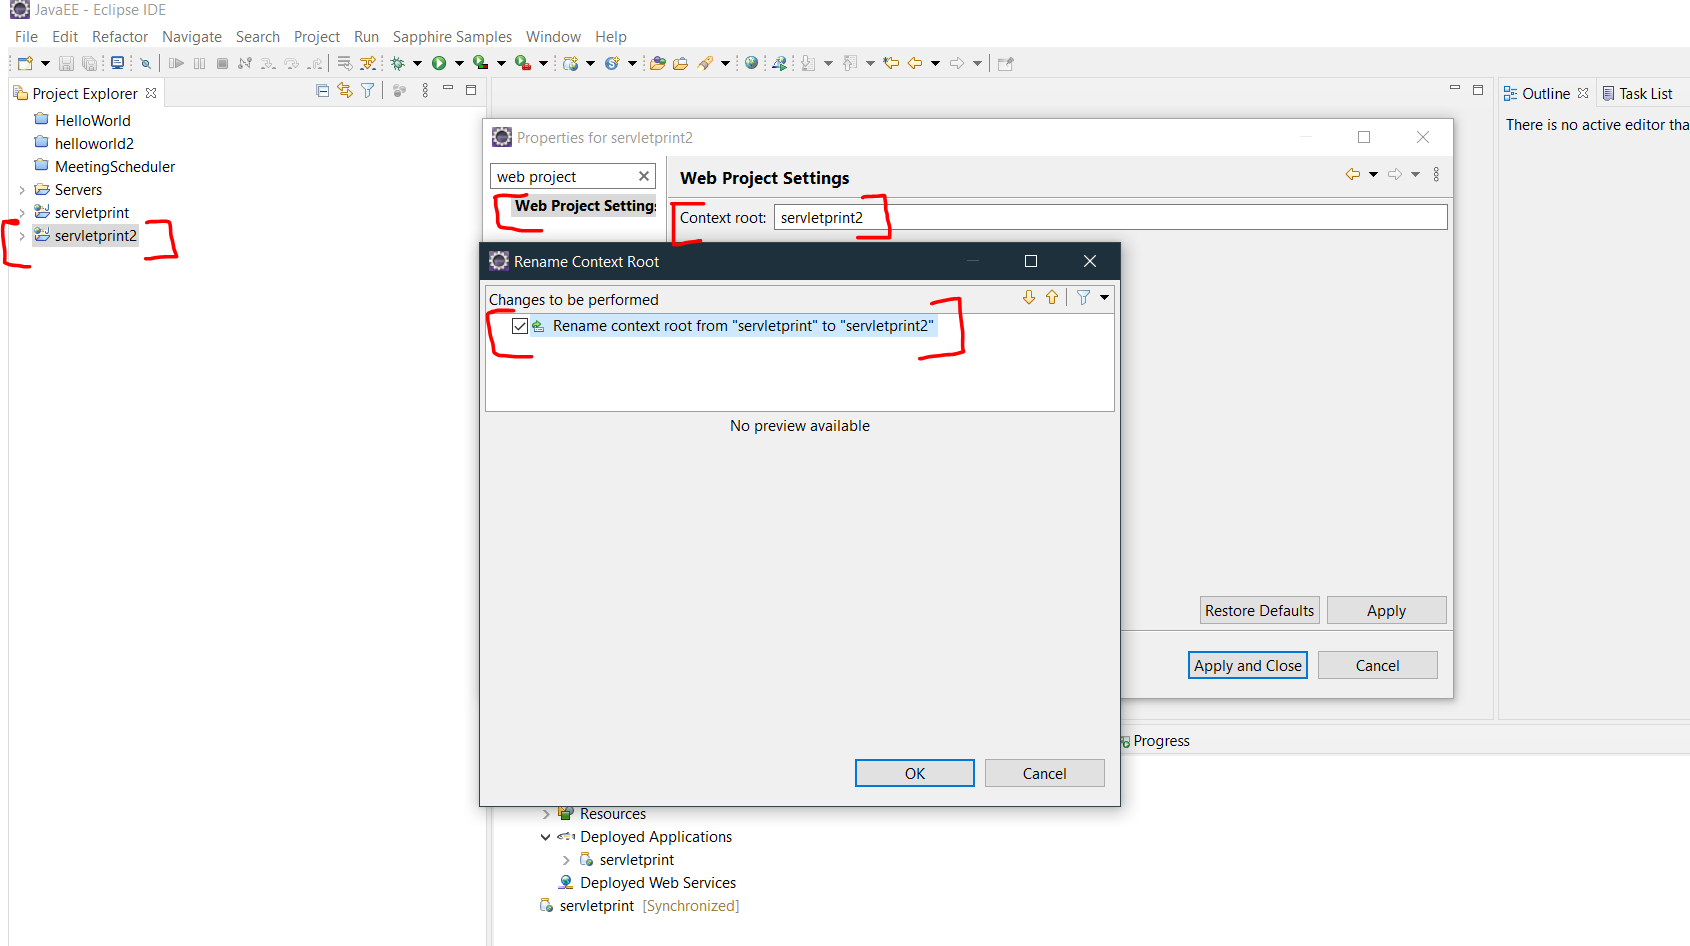 JavaEE - Eclipse IDE
File Edit Refactor Navigate Search Project Run Sapphire Samples Window Help
Project Explorer
HelloWorld
helloworld2
MeetingScheduler
Servers
servletprint
servletprint2
Properties for servletprint2
web project
Web Project Settings
Web Project Settings
Context root: servletprint2
Rename Context Root
Changes to be performed
Rename context root from "servletprint" to "servletprint2"
No preview available
OK Cancel
Restore Defaults Apply
Apply and Close Cancel
Outline Task List
There is no active editor tha
Progress
Resources
Deployed Applications
servletprint
Deployed Web Services
servletprint [Synchronized]